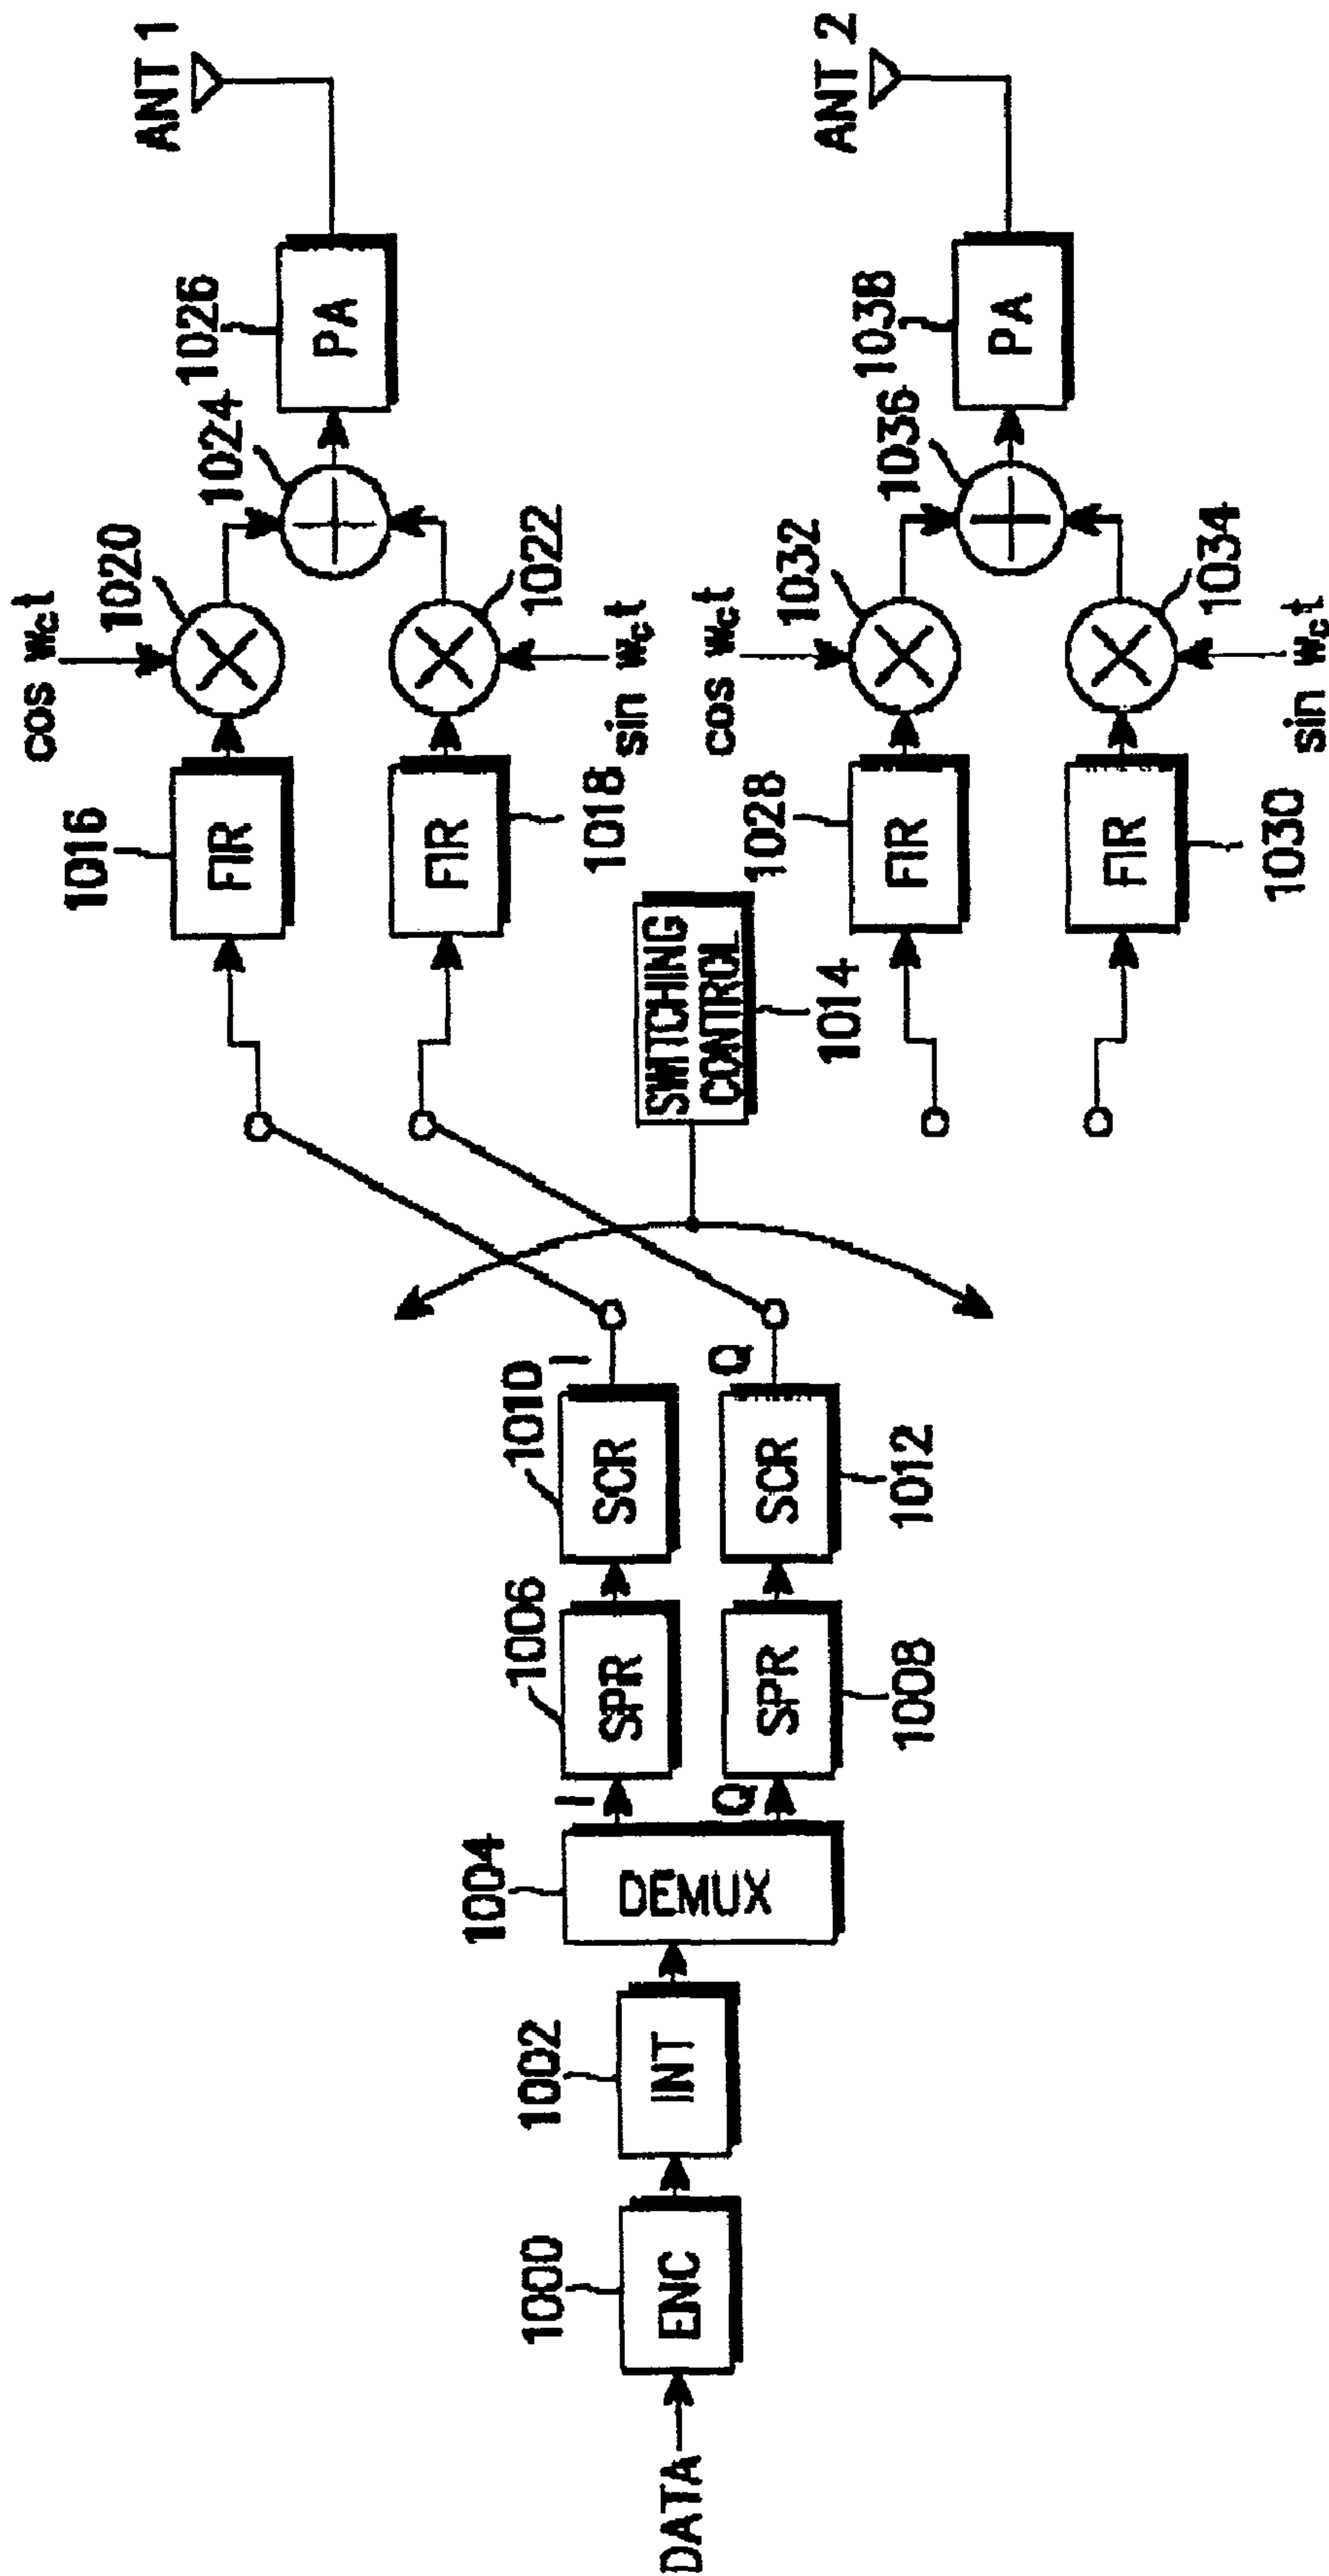 DATA
1000
ENC
1002
INT
1004
DEMUX
I
Q
1006
SPR
SPR
1008
1010
SCR
SCR
1012
I
Q
SWITCHING
CONTROL
1014
1016
FIR
FIR
1018
cos wct
1020
1022
sin wct
1024
1026
PA
ANT 1
1028
FIR
FIR
1030
cos wct
1032
1034
sin wct
1036
1038
PA
ANT 2